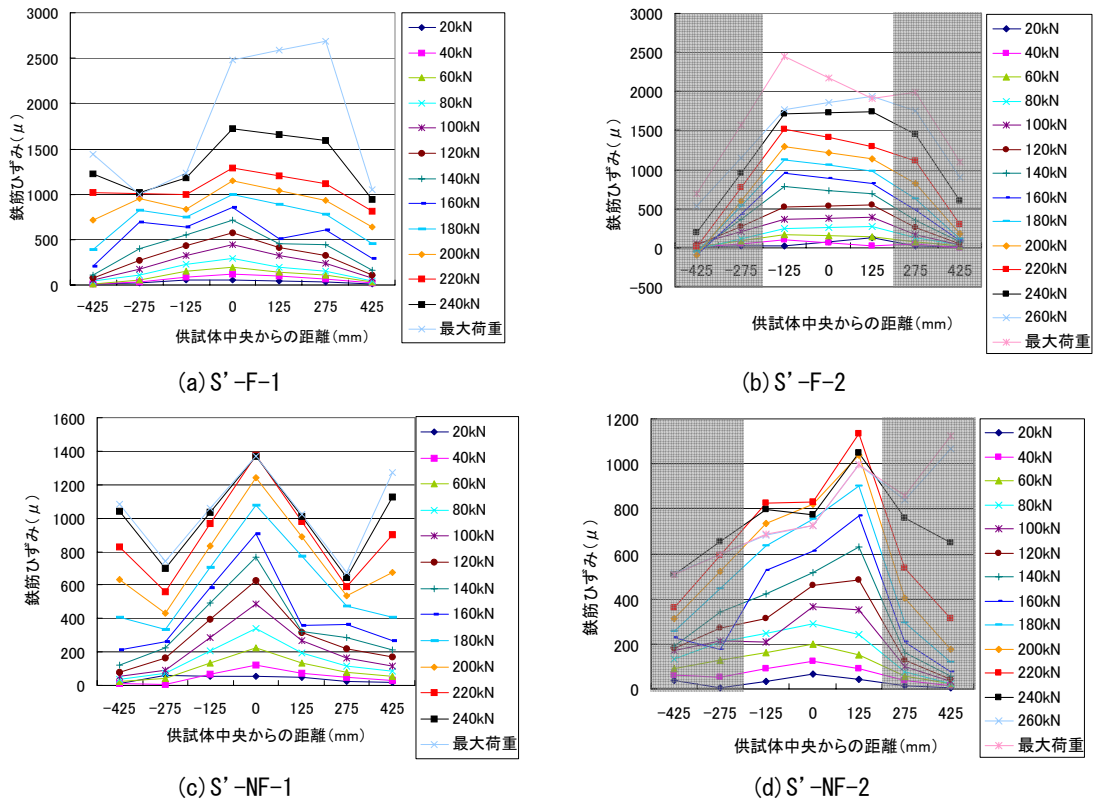 3000
2500
2000
1500
1000
500
0
鉄筋ひずみ(μ)
-425 -275 -125 0 125 275 425
供試体中央からの距離(mm)
20kN
40kN
60kN
80kN
100kN
120kN
140kN
160kN
180kN
200kN
220kN
240kN
最大荷重
(a) S'-F-1
3000
2500
2000
1500
1000
500
0
-500
鉄筋ひずみ(μ)
-425 -275 -125 0 125 275 425
供試体中央からの距離(mm)
20kN
40kN
60kN
80kN
100kN
120kN
140kN
160kN
180kN
200kN
220kN
240kN
260kN
最大荷重
(b) S'-F-2
1600
1400
1200
1000
800
600
400
200
0
鉄筋ひずみ(μ)
-425 -275 -125 0 125 275 425
供試体中央からの距離(mm)
20kN
40kN
60kN
80kN
100kN
120kN
140kN
160kN
180kN
200kN
220kN
240kN
最大荷重
(c) S'-NF-1
1200
1000
800
600
400
200
0
鉄筋ひずみ(μ)
-425 -275 -125 0 125 275 425
供試体中央からの距離(mm)
20kN
40kN
60kN
80kN
100kN
120kN
140kN
160kN
180kN
200kN
220kN
240kN
260kN
最大荷重
(d) S'-NF-2